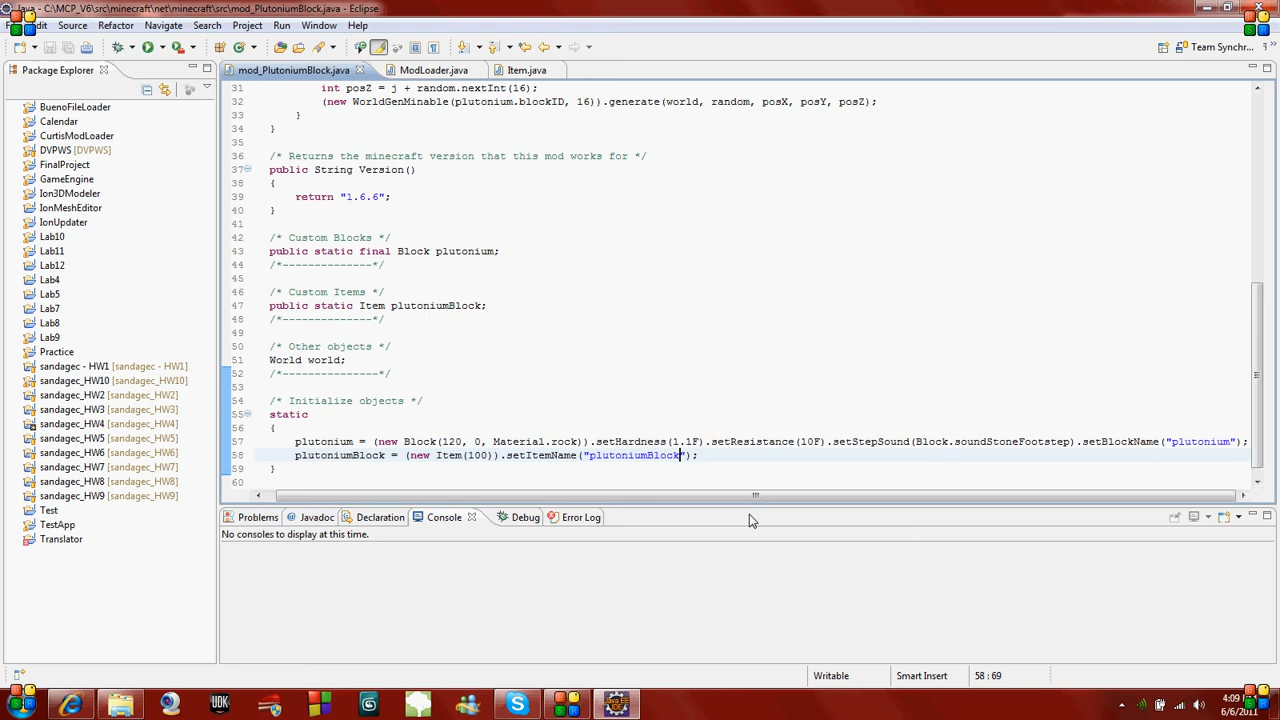 Java - C:\MCP_V6\src\minecraft\net\minecraft\src\mod_PlutoniumBlock.java - Eclipse
Edit Source Refactor Navigate Search Project Run Window Help
Team Synchr...
Package Explorer
mod_PlutoniumBlock.java ModLoader.java Item.java
BuenoFileLoader
Calendar
CurtisModLoader
DVPWS [DVPWS]
FinalProject
GameEngine
Ion3DModeler
IonMeshEditor
IonUpdater
Lab10
Lab11
Lab12
Lab4
Lab5
Lab7
Lab8
Lab9
Practice
sandagec - HW1 [sandagec - HW1]
sandagec_HW10 [sandagec_HW10]
sandagec_HW2 [sandagec_HW2]
sandagec_HW3 [sandagec_HW3]
sandagec_HW4 [sandagec_HW4]
sandagec_HW5 [sandagec_HW5]
sandagec_HW6 [sandagec_HW6]
sandagec_HW7 [sandagec_HW7]
sandagec_HW8 [sandagec_HW8]
sandagec_HW9 [sandagec_HW9]
Test
TestApp
Translator
31 int posZ = j + random.nextInt(16);
32 (new WorldGenMinable(plutonium.blockID, 16)).generate(world, random, posX, posY, posZ);
33 }
34 }
35
36 /* Returns the minecraft version that this mod works for */
37 public String Version()
38 {
39 return "1.6.6";
40 }
41
42 /* Custom Blocks */
43 public static final Block plutonium;
44 /*--------------*/
45
46 /* Custom Items */
47 public static Item plutoniumBlock;
48 /*--------------*/
49
50 /* Other objects */
51 World world;
52 /*---------------*/
53
54 /* Initialize objects */
55 static
56 {
57 plutonium = (new Block(120, 0, Material.rock)).setHardness(1.1F).setResistance(10F).setStepSound(Block.soundStoneFootstep).setBlockName("plutonium");
58 plutoniumBlock = (new Item(100)).setItemName("plutoniumBlock");
59 }
60
Problems Javadoc Declaration Console Debug Error Log
No consoles to display at this time.
Writable Smart Insert 58 : 69
UDK
4:09 PM
6/6/2011